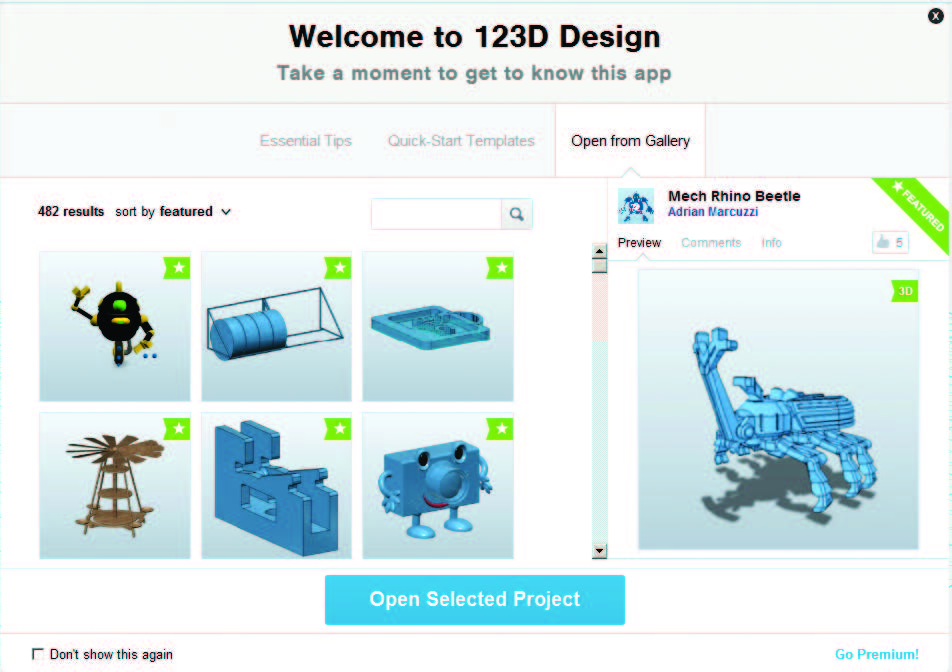 X
Welcome to 123D Design
Take a moment to get to know this app
Essential Tips Quick-Start Templates Open from Gallery
482 results sort by featured
Mech Rhino Beetle
Adrian Marcuzzi
FEATURED
Preview Comments Info 5
3D
Open Selected Project
Don't show this again
Go Premium!